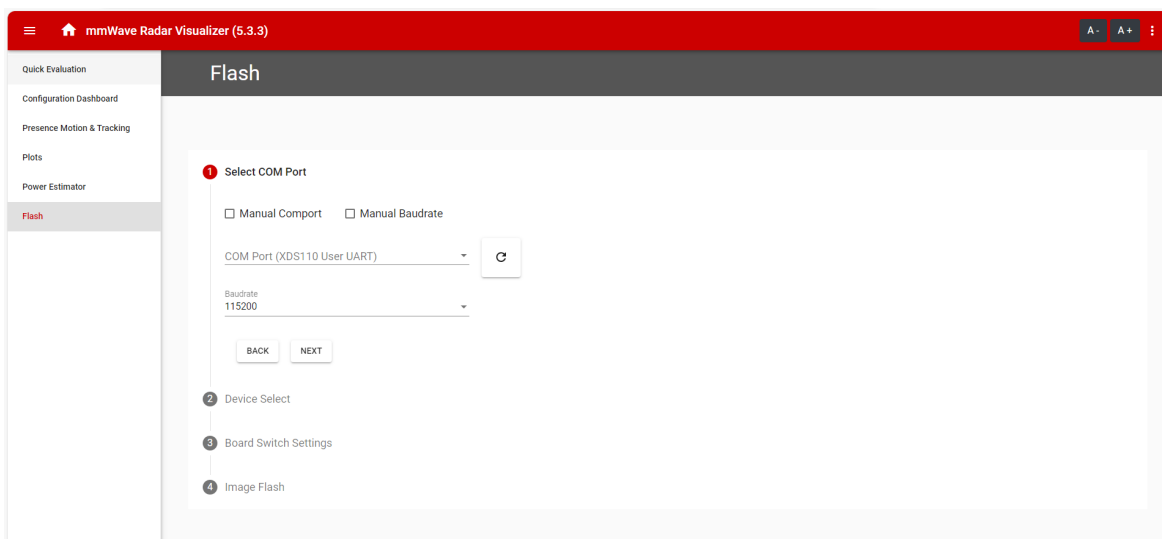 mmWave Radar Visualizer (5.3.3)
A -
A +
Quick Evaluation
Configuration Dashboard
Presence Motion & Tracking
Plots
Power Estimator
Flash
Flash
1 Select COM Port
Manual Comport
Manual Baudrate
COM Port (XDS110 User UART)
Baudrate
115200
BACK
NEXT
2 Device Select
3 Board Switch Settings
4 Image Flash